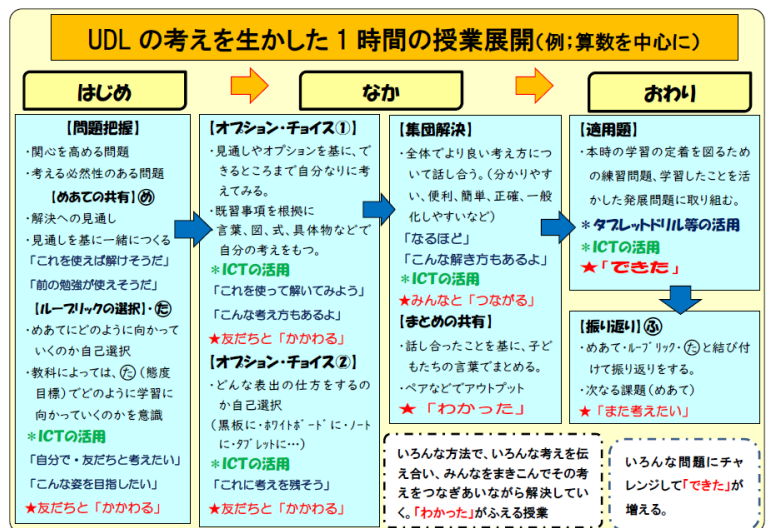 UDL の考えを生かした１時間の授業展開(例;算数を中心に)
はじめ
なか
おわり
【問題把握】
・関心を高める問題
・考える必然性のある問題
【めあての共有】㋱
・解決への見通し
・見通しを基に一緒につくる
「これを使えば解けそうだ」
「前の勉強が使えそうだ」
【ルーブリックの選択】・た
・めあてにどのように向かって
いくのか自己選択
・教科によっては、た（態度
目標）でどのように学習に
向かっていくのかを意識
＊ICTの活用
「自分で・友だちと考えたい」
「こんな姿を目指したい」
★友だちと「かかわる」
【オプション・チョイス①】
・見通しやオプションを基に、で
きるところまで自分なりに考
えてみる。
・既習事項を根拠に
言葉、図、式、具体物などで
自分の考えをもつ。
＊ICTの活用
「これを使って解いてみよう」
「こんな考え方もあるよ」
★友だちと「かかわる」
【オプション・チョイス②】
・どんな表出の仕方をするの
か自己選択
（黒板に・ﾎﾜｲﾄﾎﾞｰﾄﾞに・ﾉｰﾄ
に・ﾀﾌﾞﾚｯﾄに…）
＊ICTの活用
「これに考えを残そう」
★友だちと「かかわる」
【集団解決】
・全体でより良い考え方につ
いて話し合う。（分かりやす
い、便利、簡単、正確、一般
化しやすいなど）
「なるほど」
「こんな解き方もあるよ」
＊ICTの活用
★みんなと「つながる」
【まとめの共有】
・話し合ったことを基に、子ど
もたちの言葉でまとめる。
・ペアなどでアウトプット
★「わかった」
いろんな方法で、いろんな考えを伝
え合い、みんなをまきこんでその考
えをつなぎあいながら解決してい
く。「わかった」がふえる授業
【適用題】
・本時の学習の定着を図るため
の練習問題、学習したことを活
かした発展問題に取り組む。
＊タブレットドリル等の活用
＊ICTの活用
★「できた」
【振り返り】ふ
・めあて・ﾙｰﾌﾞﾘｯｸ・たと結び付
けて振り返りをする。
・次なる課題（めあて）
★「また考えたい」
いろんな問題にチャ
レンジして「できた」が
増える。